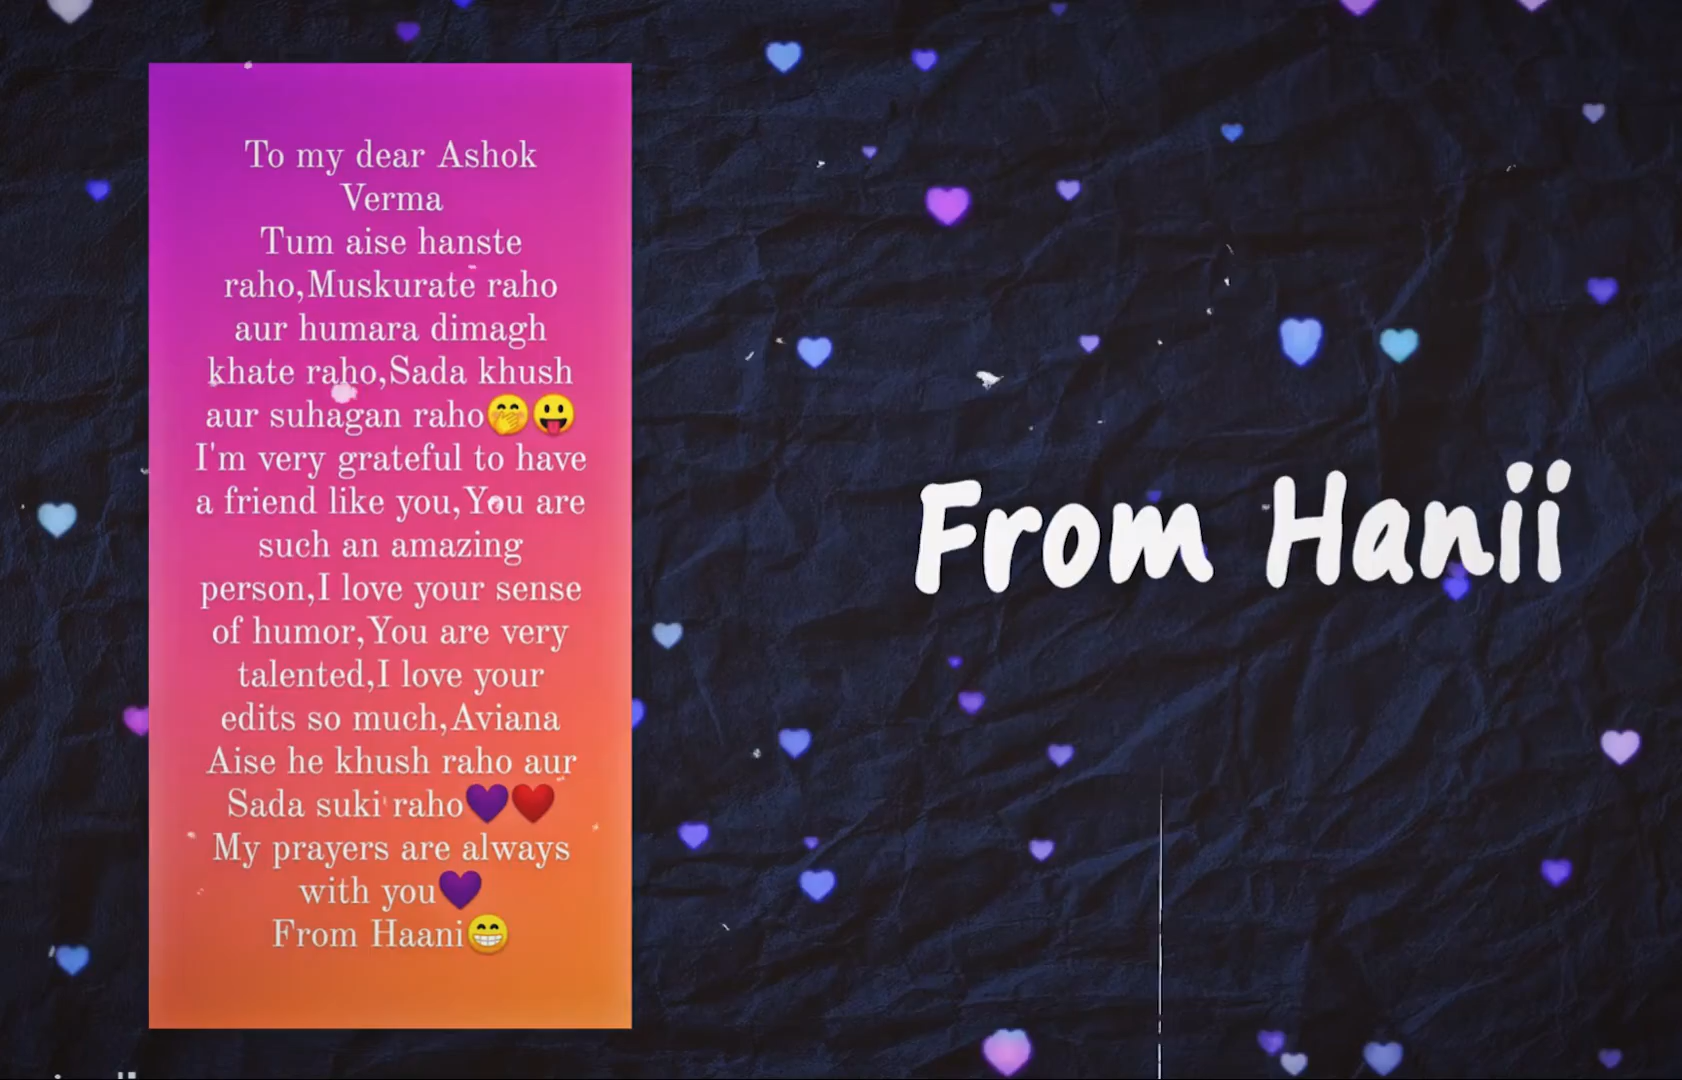 To my dear Ashok
Verma
Tum aise hanste
raho,Muskurate raho
aur humara dimagh
khate raho,Sada khush
aur suhagan raho🤭😛
I'm very grateful to have
a friend like you,You are
such an amazing
person,I love your sense
of humor,You are very
talented,I love your
edits so much,Aviana
Aise he khush raho aur
Sada suki raho💜❤️
My prayers are always
with you💜
From Haani😁
From Hanii